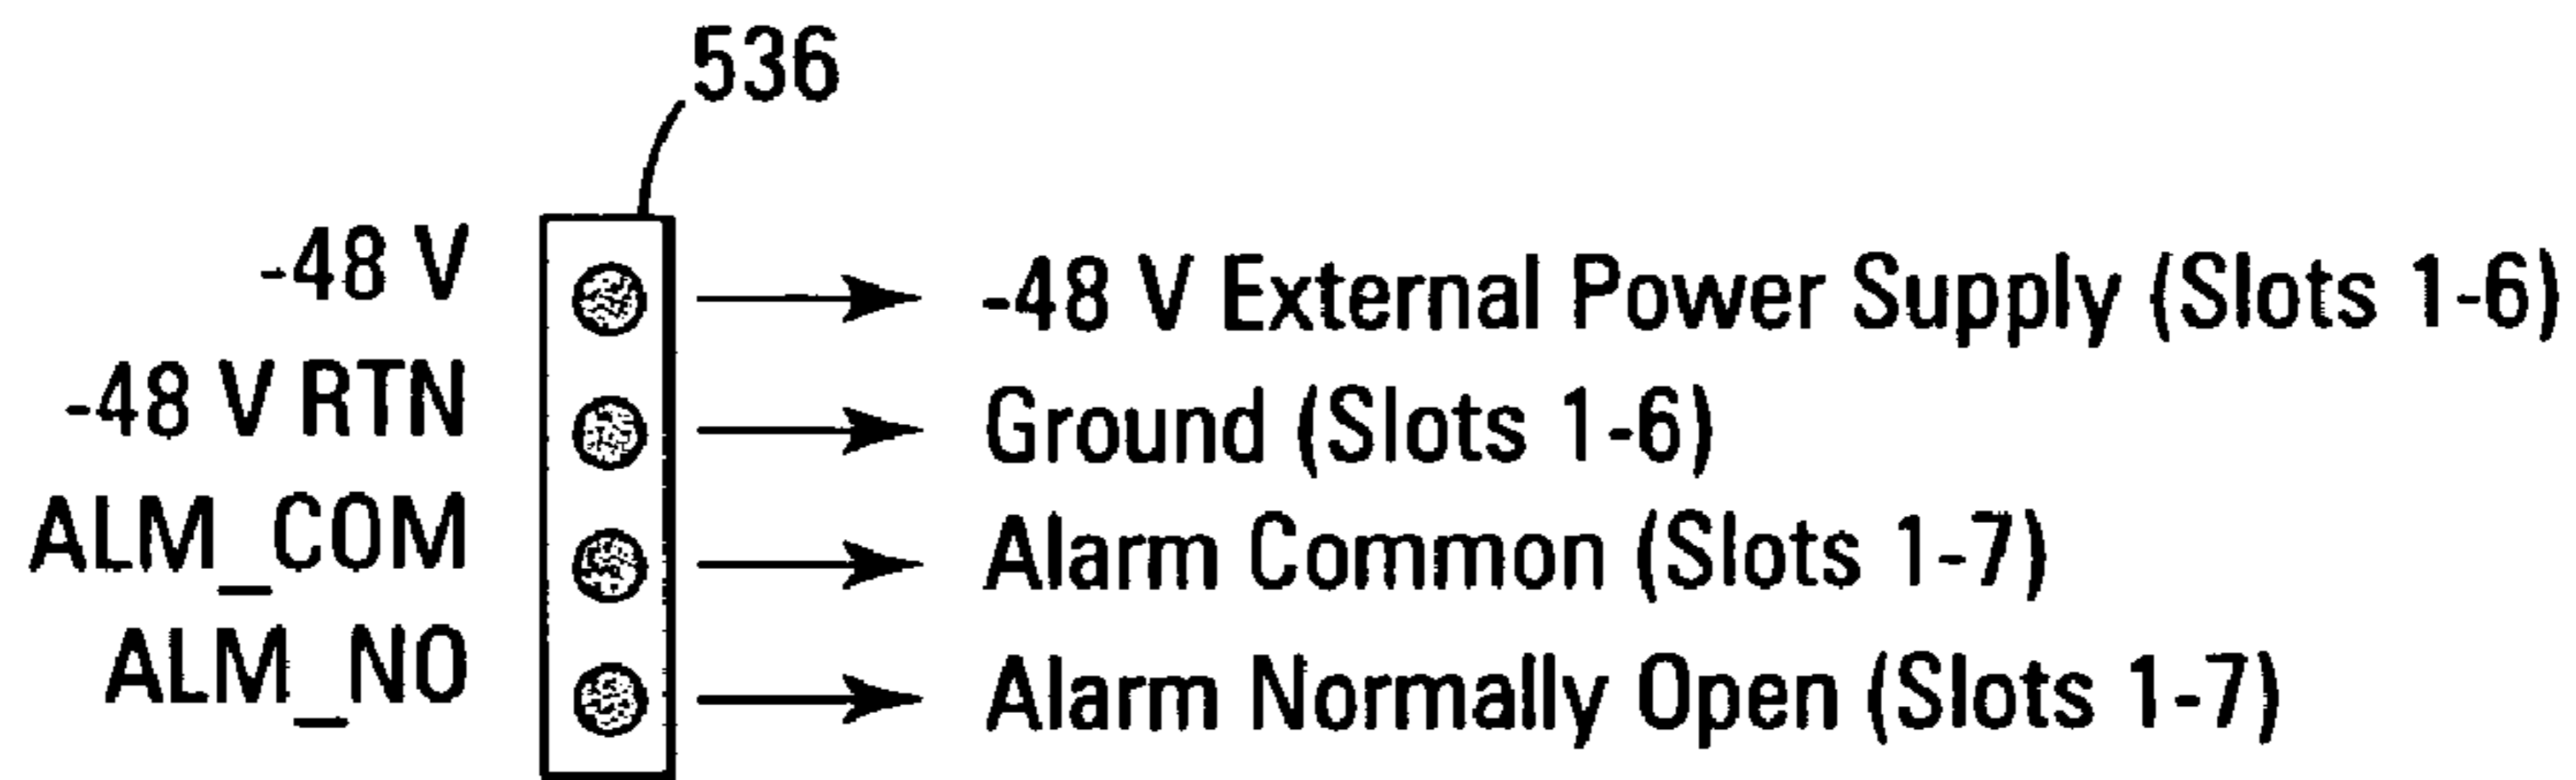 536
-48 V
-48 V External Power Supply (Slots 1-6)
-48 V RTN
Ground (Slots 1-6)
ALM_COM
Alarm Common (Slots 1-7)
ALM_NO
Alarm Normally Open (Slots 1-7)